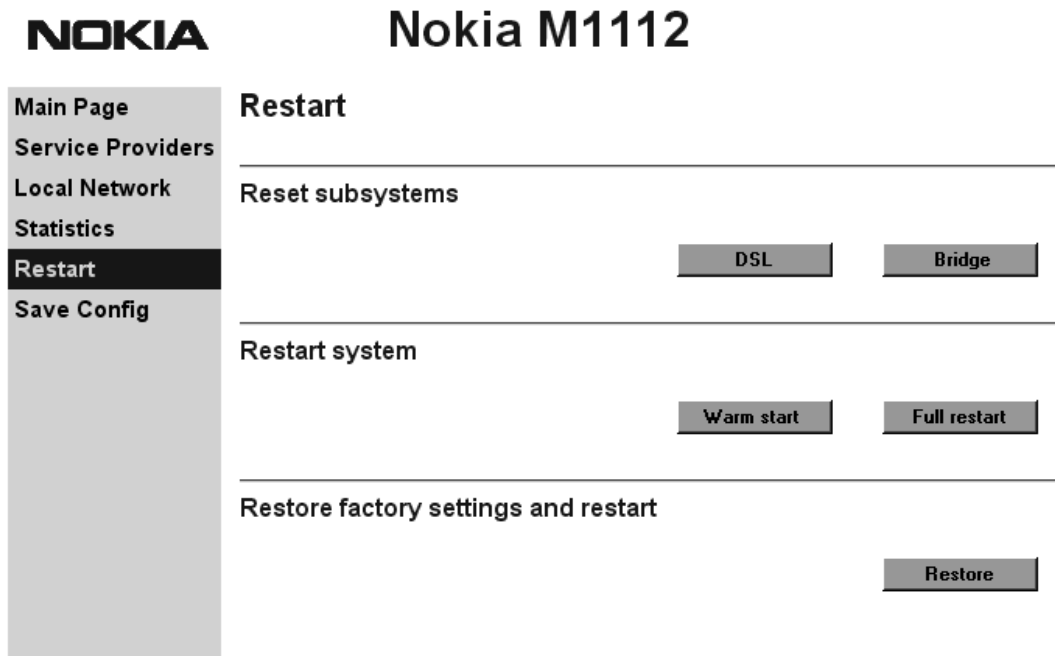 NOKIA
Nokia M1112
Main Page
Service Providers
Local Network
Statistics
Restart
Save Config
Restart
Reset subsystems
DSL
Bridge
Restart system
Warm start
Full restart
Restore factory settings and restart
Restore